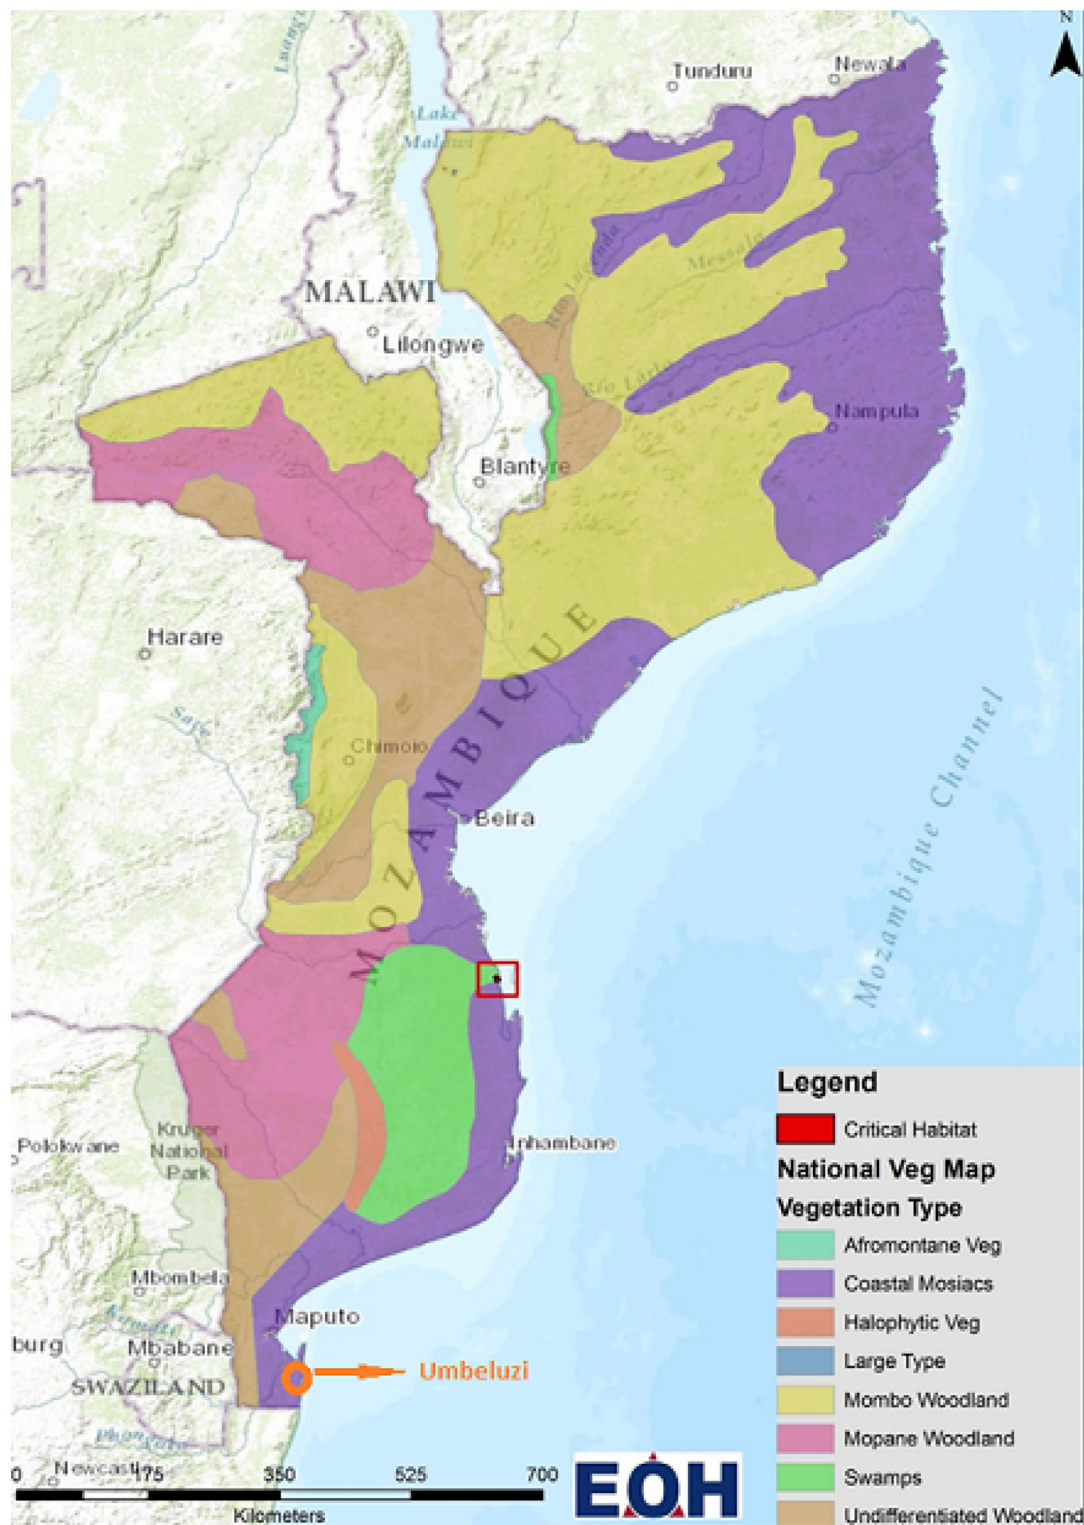 N
Luang
Tunduru
Newala
Lake
Malawi
Rio Lugenda
Messalo
MALAWI
Lilongwe
Rio Lúrio
Nampula
Blantyre
Harare
Save
MOZAMBIQUE
Chimoio
Beira
Mozambique Channel
Kruger
National
Park
Polokwane
Inhambane
Mbombela
Komati
Maputo
burg
Mbabane
SWAZILAND
Umbeluzi
Newcastle
0 175 350 525 700
Kilometers
EOH
Legend
Critical Habitat
National Veg Map
Vegetation Type
Afromontane Veg
Coastal Mosiacs
Halophytic Veg
Large Type
Mombo Woodland
Mopane Woodland
Swamps
Undifferentiated Woodland